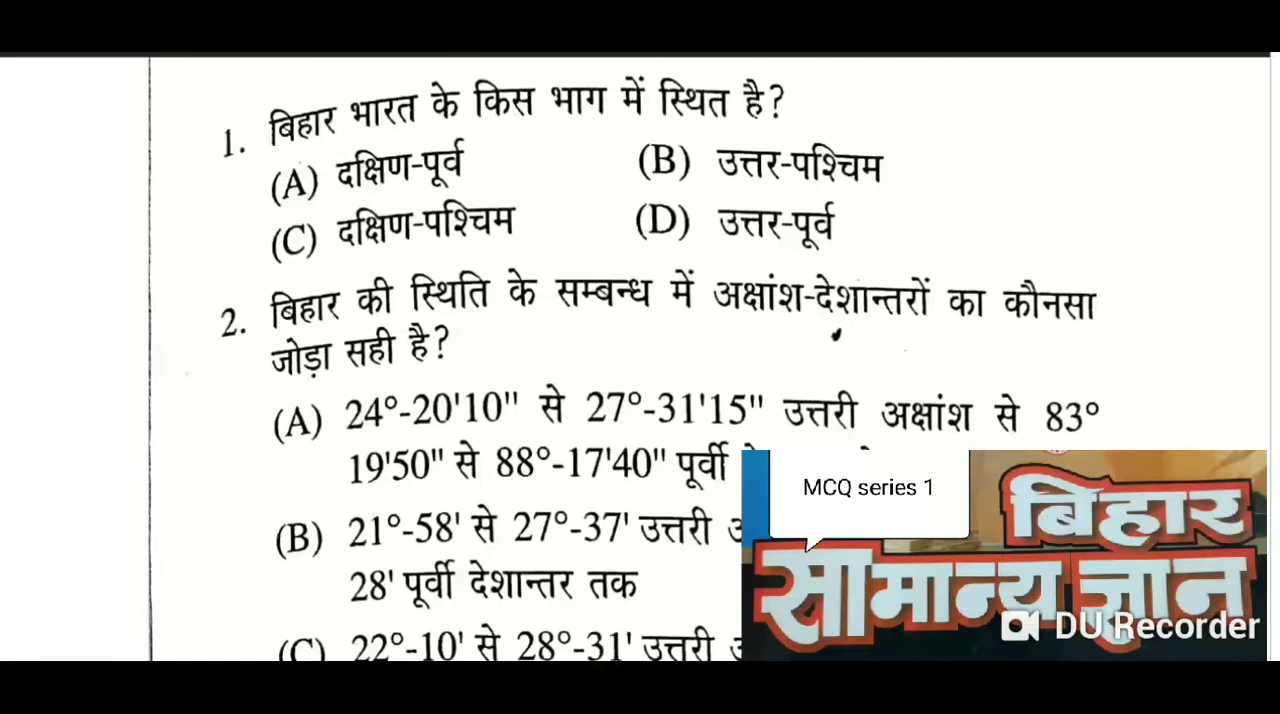 1. बिहार भारत के किस भाग में स्थित है?
(A) दक्षिण-पूर्व (B) उत्तर-पश्चिम
(C) दक्षिण-पश्चिम (D) उत्तर-पूर्व
2. बिहार की स्थिति के सम्बन्ध में अक्षांश-देशान्तरों का कौनसा
जोड़ा सही है?
(A) 24°-20'10" से 27°-31'15" उत्तरी अक्षांश से 83°
19'50" से 88°-17'40" पूर्वी
(B) 21°-58' से 27°-37' उत्तरी
28' पूर्वी देशान्तर तक
(C) 22°-10' से 28°-31' उत्तरी
MCQ series 1
बिहार
सामान्य ज्ञान
DU Recorder